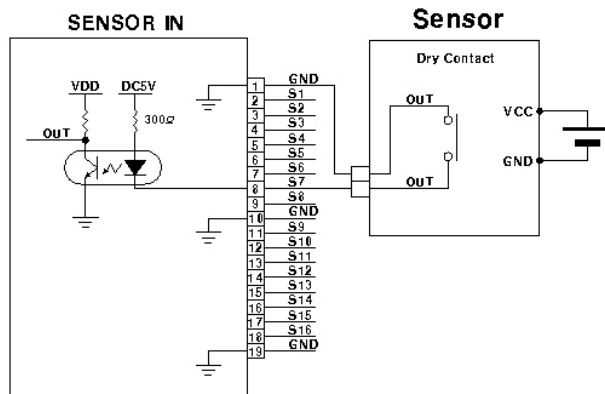 SENSOR IN
Sensor
Dry Contact
VDD
DC5V
300Ω
OUT
1 GND
2 S1
3 S2
4 S3
5 S4
6 S5
7 S6
8 S7
9 S8
10 GND
11 S9
12 S10
13 S11
14 S12
15 S13
16 S14
17 S15
18 S16
19 GND
OUT
OUT
VCC
GND